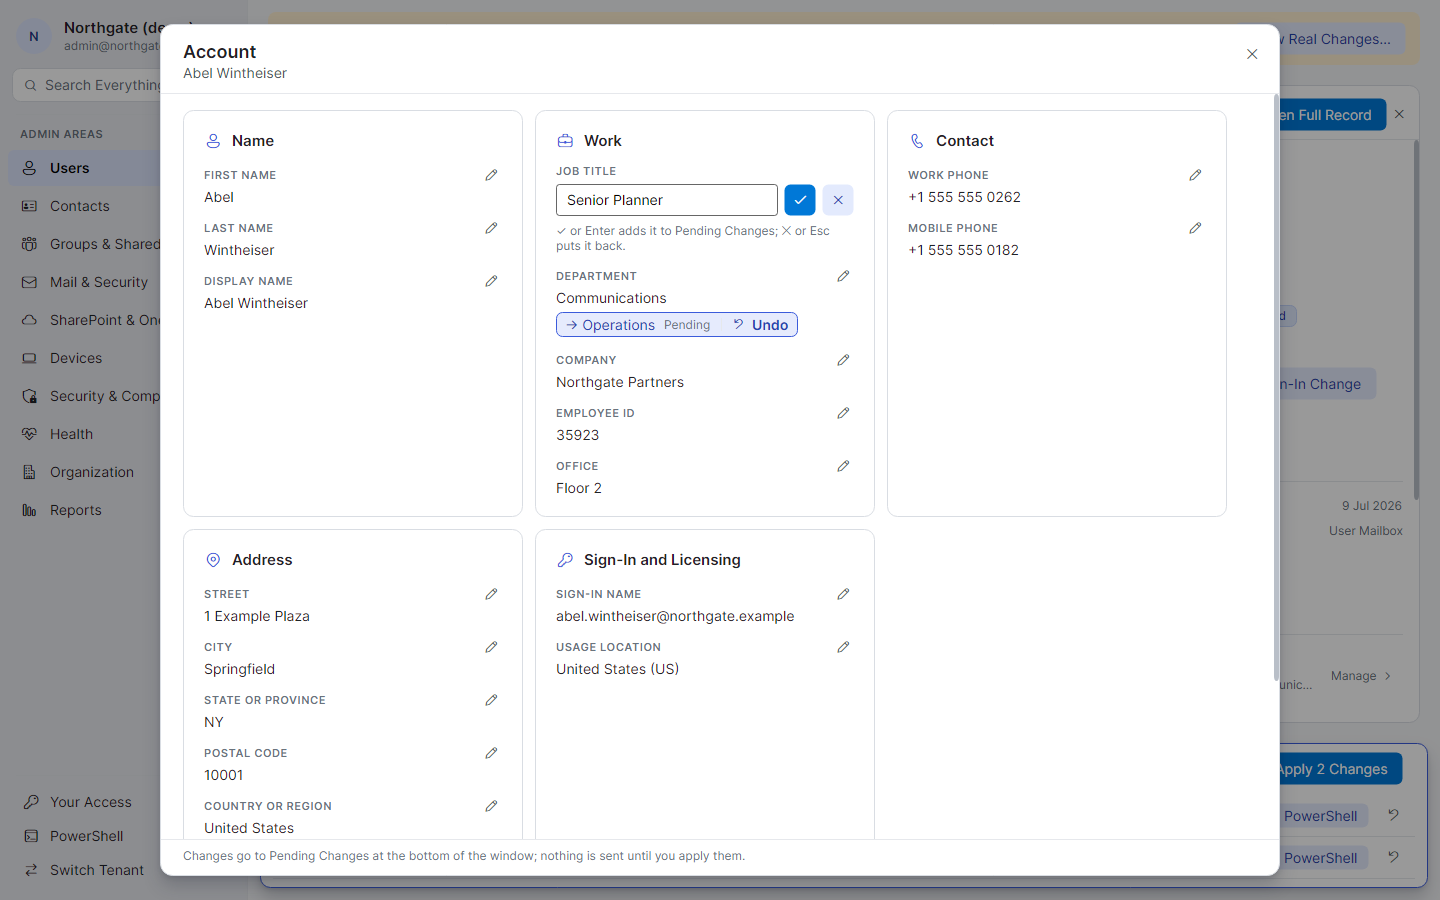 N
Northgate (de
admin@northgate
Search Everything
ADMIN AREAS
Users
Contacts
Groups & Shared
Mail & Security
SharePoint & One
Devices
Security & Comp
Health
Organization
Reports
Your Access
PowerShell
Switch Tenant
Account
Abel Wintheiser
Name
FIRST NAME
Abel
LAST NAME
Wintheiser
DISPLAY NAME
Abel Wintheiser
Work
JOB TITLE
Senior Planner
✓ or Enter adds it to Pending Changes; ✕ or Esc
puts it back.
DEPARTMENT
Communications
→ Operations Pending Undo
COMPANY
Northgate Partners
EMPLOYEE ID
35923
OFFICE
Floor 2
Contact
WORK PHONE
+1 555 555 0262
MOBILE PHONE
+1 555 555 0182
Address
STREET
1 Example Plaza
CITY
Springfield
STATE OR PROVINCE
NY
POSTAL CODE
10001
COUNTRY OR REGION
United States
Sign-In and Licensing
SIGN-IN NAME
abel.wintheiser@northgate.example
USAGE LOCATION
United States (US)
Changes go to Pending Changes at the bottom of the window; nothing is sent until you apply them.
Real Changes...
Full Record
n-In Change
9 Jul 2026
User Mailbox
unic...
Manage
Apply 2 Changes
PowerShell
PowerShell